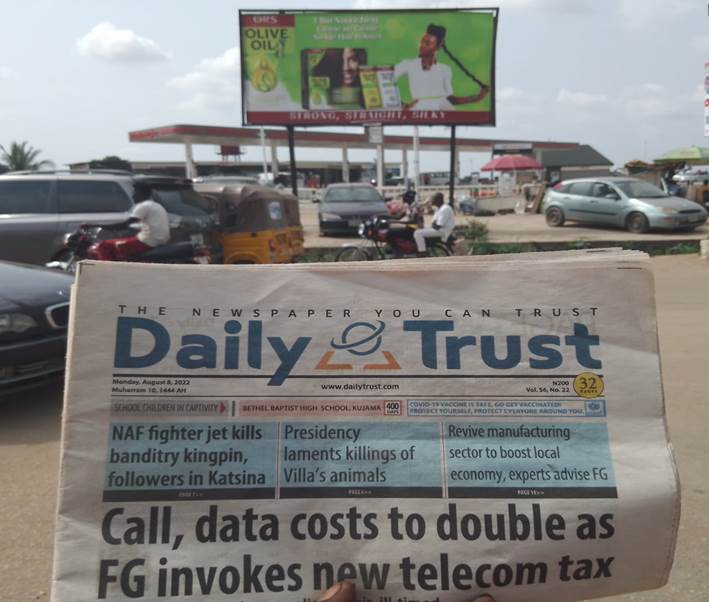 ORS
OLIVE
OIL
STRONG, STRAIGHT, SILKY
THE NEWSPAPER YOU CAN TRUST
Daily Trust
Monday, August 8, 2022
Muharram 10, 1444 AH
www.dailytrust.com
N200
Vol. 56, No. 22
32
PAGES
SCHOOL CHILDREN IN CAPTIVITY
BETHEL BAPTIST HIGH SCHOOL, KUJAMA
400
DAYS
COVID-19 VACCINE IS SAFE, GO GET VACCINATED!
PROTECT YOURSELF, PROTECT EVERYONE AROUND YOU.
NAF fighter jet kills
banditry kingpin,
followers in Katsina
PAGE 7>>
Presidency
laments killings of
Villa's animals
PAGE 6>>
Revive manufacturing
sector to boost local
economy, experts advise FG
PAGE 18>>
Call, data costs to double as
FG invokes new telecom tax